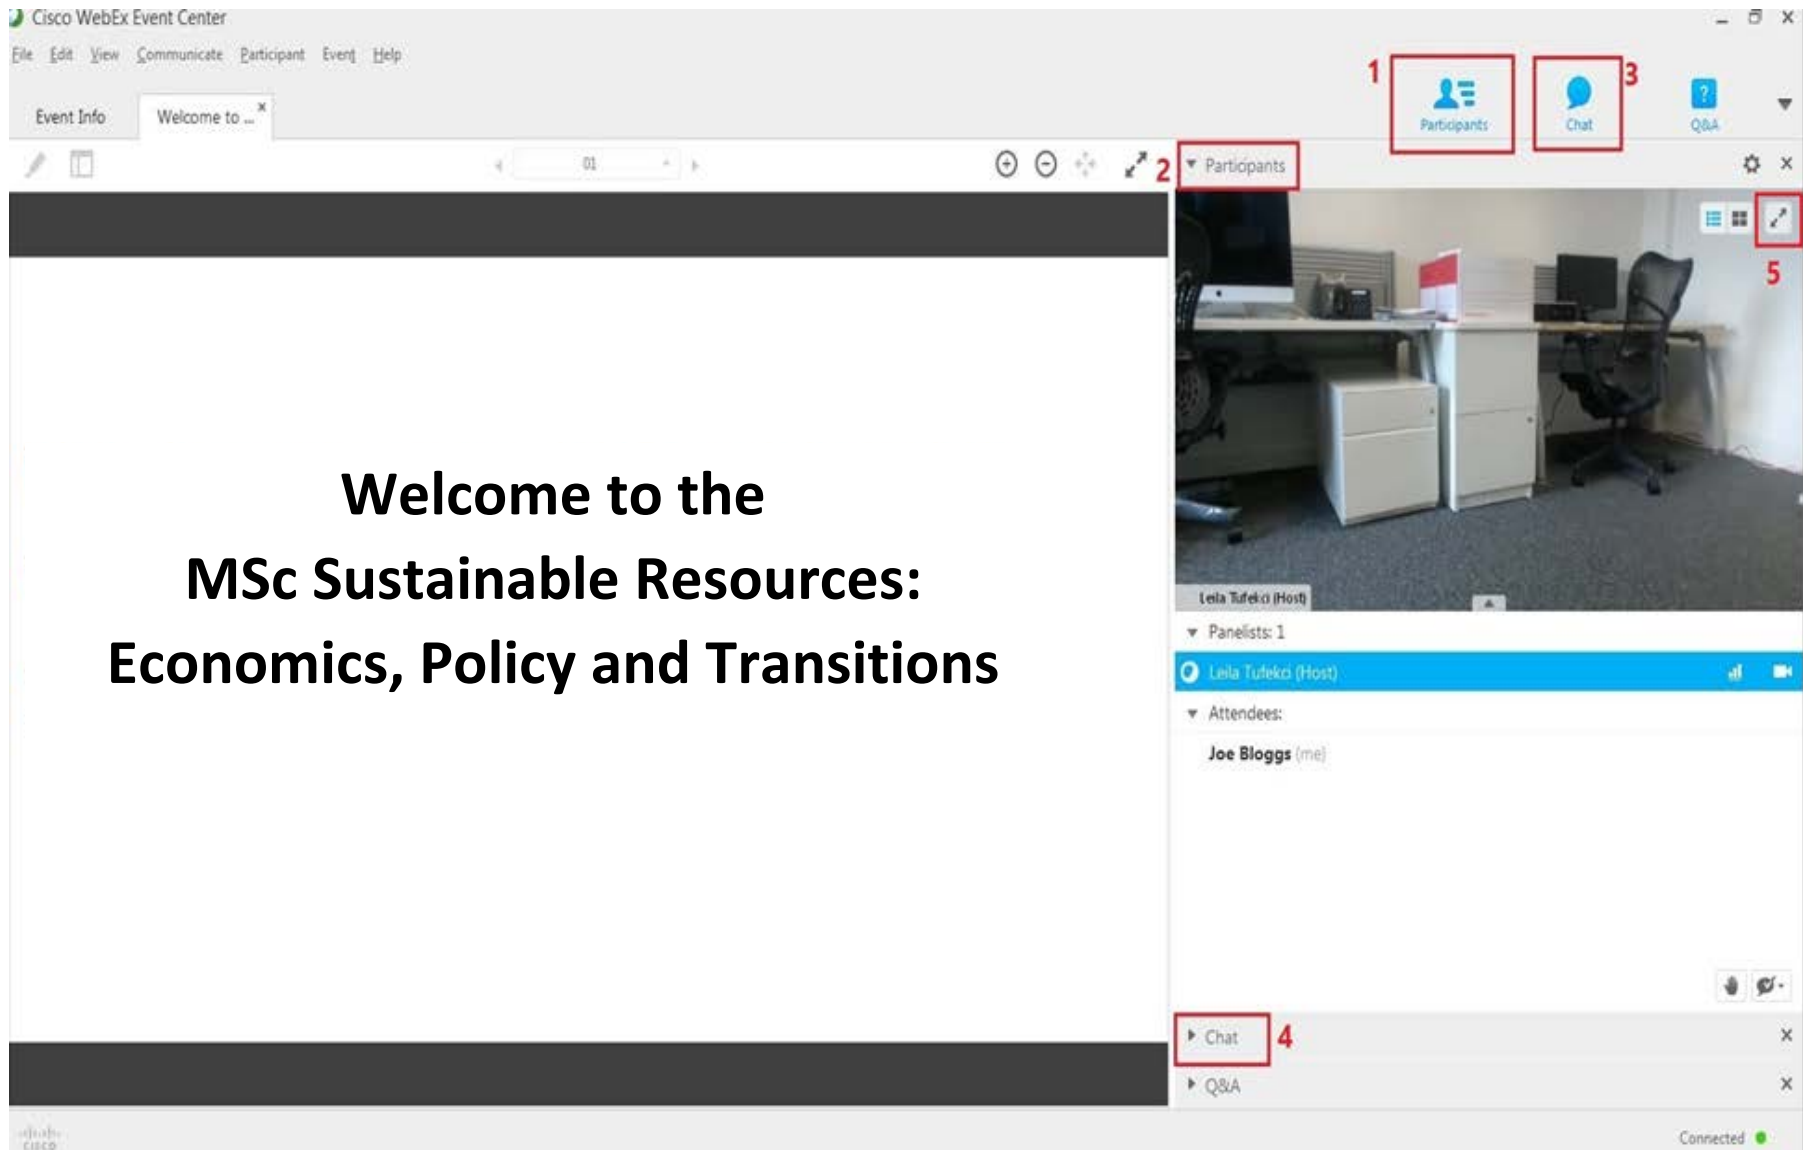 Cisco WebEx Event Center
File Edit View Communicate Participant Event Help
1
3
Participants
Chat
Q&A
Event Info
Welcome to ...
01
2
Participants
5
Welcome to the
MSc Sustainable Resources:
Economics, Policy and Transitions
Leila Tufekci (Host)
Panelists: 1
Leila Tufekci (Host)
Attendees:
Joe Bloggs (me)
Chat
4
Q&A
CISCO
Connected